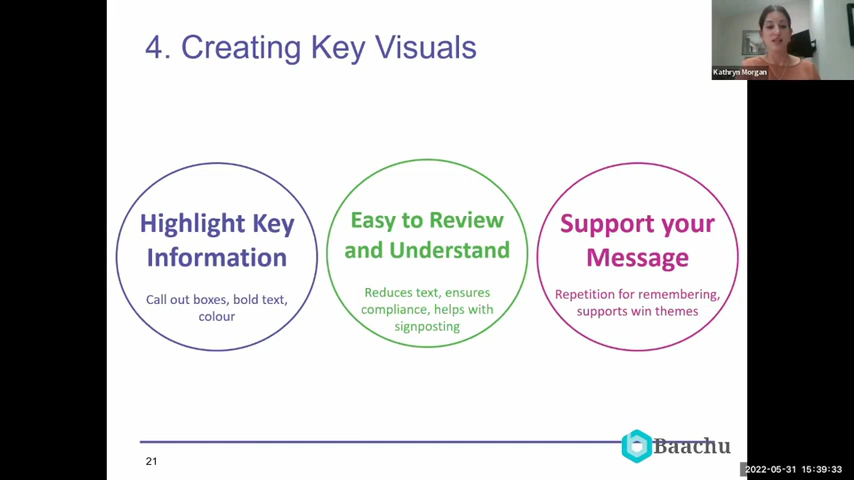 4. Creating Key Visuals
Kathryn Morgan
Highlight Key
Information
Call out boxes, bold text,
colour
Easy to Review
and Understand
Reduces text, ensures
compliance, helps with
signposting
Support your
Message
Repetition for remembering,
supports win themes
21
Baachu
2022-05-31 15:39:33